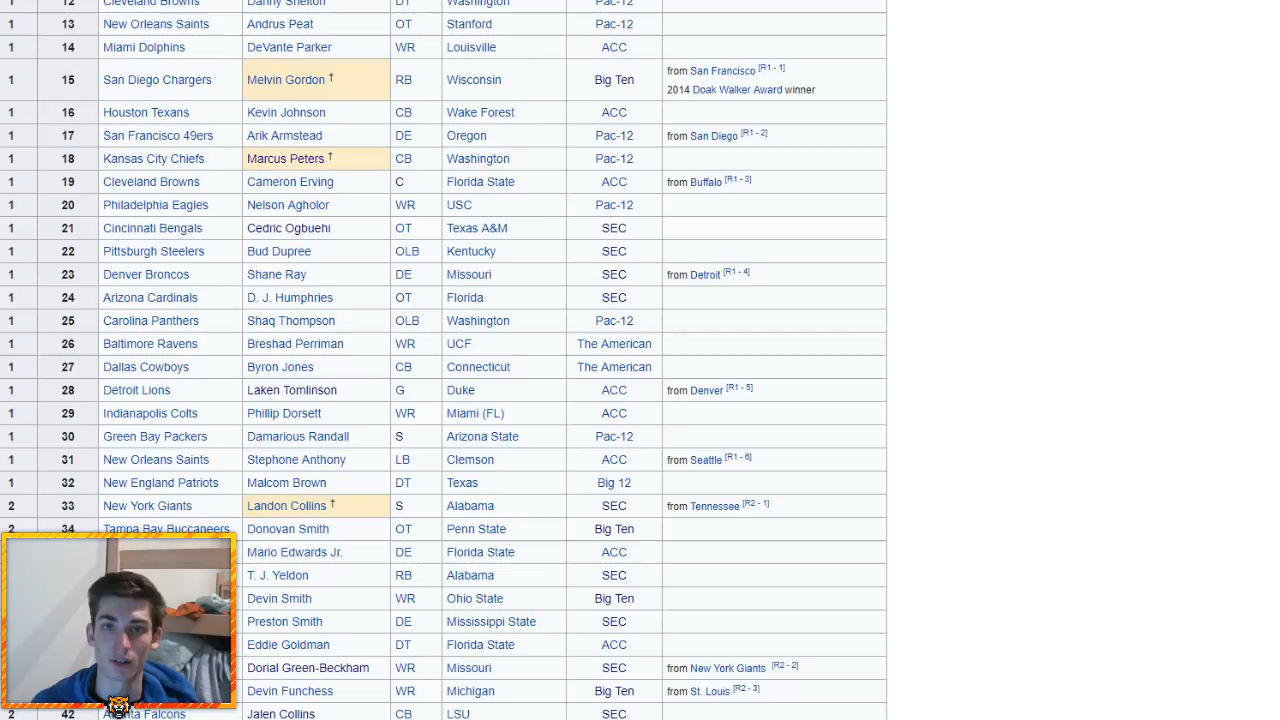 1 12 Cleveland Browns Danny Shelton DT Washington Pac-12
1 13 New Orleans Saints Andrus Peat OT Stanford Pac-12
1 14 Miami Dolphins DeVante Parker WR Louisville ACC
1 15 San Diego Chargers Melvin Gordon † RB Wisconsin Big Ten from San Francisco [R1 - 1]
2014 Doak Walker Award winner
1 16 Houston Texans Kevin Johnson CB Wake Forest ACC
1 17 San Francisco 49ers Arik Armstead DE Oregon Pac-12 from San Diego [R1 - 2]
1 18 Kansas City Chiefs Marcus Peters † CB Washington Pac-12
1 19 Cleveland Browns Cameron Erving C Florida State ACC from Buffalo [R1 - 3]
1 20 Philadelphia Eagles Nelson Agholor WR USC Pac-12
1 21 Cincinnati Bengals Cedric Ogbuehi OT Texas A&M SEC
1 22 Pittsburgh Steelers Bud Dupree OLB Kentucky SEC
1 23 Denver Broncos Shane Ray DE Missouri SEC from Detroit [R1 - 4]
1 24 Arizona Cardinals D. J. Humphries OT Florida SEC
1 25 Carolina Panthers Shaq Thompson OLB Washington Pac-12
1 26 Baltimore Ravens Breshad Perriman WR UCF The American
1 27 Dallas Cowboys Byron Jones CB Connecticut The American
1 28 Detroit Lions Laken Tomlinson G Duke ACC from Denver [R1 - 5]
1 29 Indianapolis Colts Phillip Dorsett WR Miami (FL) ACC
1 30 Green Bay Packers Damarious Randall S Arizona State Pac-12
1 31 New Orleans Saints Stephone Anthony LB Clemson ACC from Seattle [R1 - 6]
1 32 New England Patriots Malcom Brown DT Texas Big 12
2 33 New York Giants Landon Collins † S Alabama SEC from Tennessee [R2 - 1]
2 34 Tampa Bay Buccaneers Donovan Smith OT Penn State Big Ten
Mario Edwards Jr. DE Florida State ACC
T. J. Yeldon RB Alabama SEC
Devin Smith WR Ohio State Big Ten
Preston Smith DE Mississippi State SEC
Eddie Goldman DT Florida State ACC
Dorial Green-Beckham WR Missouri SEC from New York Giants [R2 - 2]
Devin Funchess WR Michigan Big Ten from St. Louis [R2 - 3]
2 42 Atlanta Falcons Jalen Collins CB LSU SEC